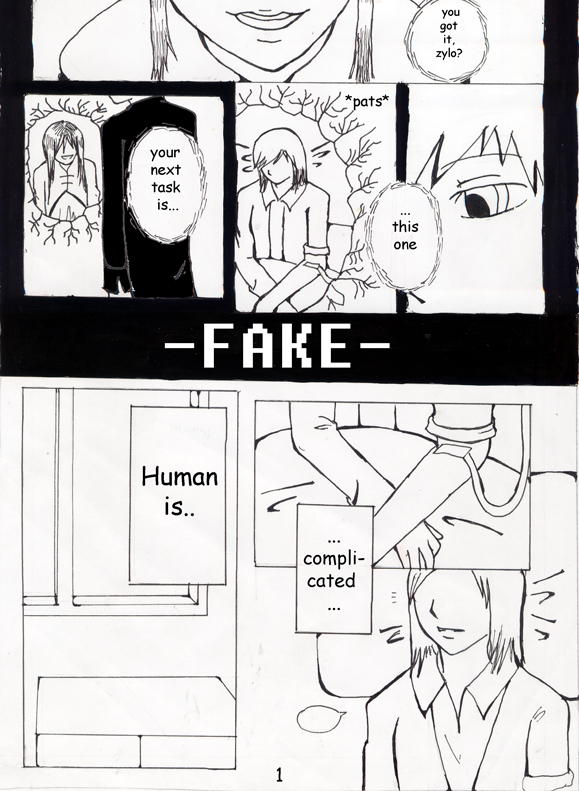 you
got
it,
zylo?
your
next
task
is...
*pats*
...
this
one
-FAKE-
Human
is..
...
compli-
cated
...
1